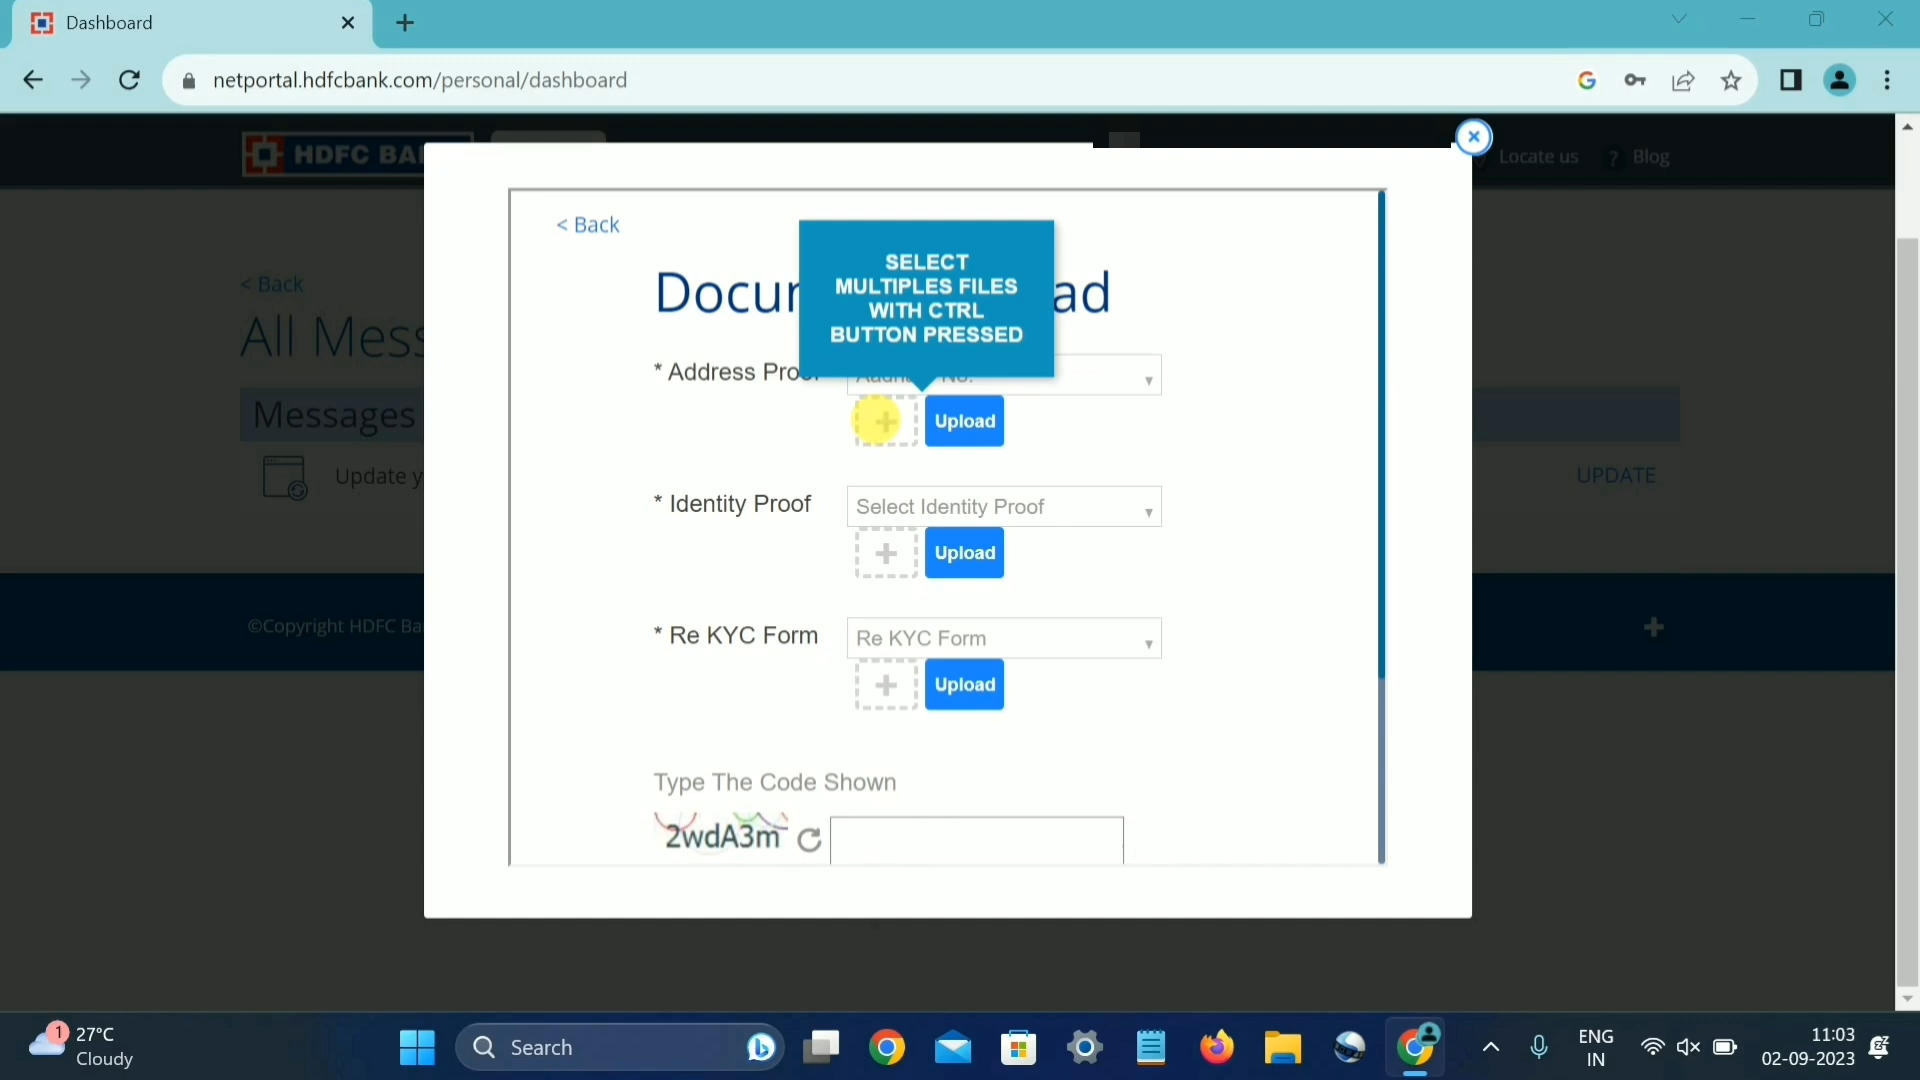 Dashboard
netportal.hdfcbank.com/personal/dashboard
HDFC BA
Locate us
? Blog
< Back
< Back
SELECT
MULTIPLES FILES
WITH CTRL
BUTTON PRESSED
All Mess
* Address Proof
Upload
Messages
Update y
UPDATE
* Identity Proof
Select Identity Proof
Upload
©Copyright HDFC Ba
* Re KYC Form
Re KYC Form
Upload
Type The Code Shown
2wdA3m
1
27°C
Cloudy
Search
ENG
IN
11:03
02-09-2023